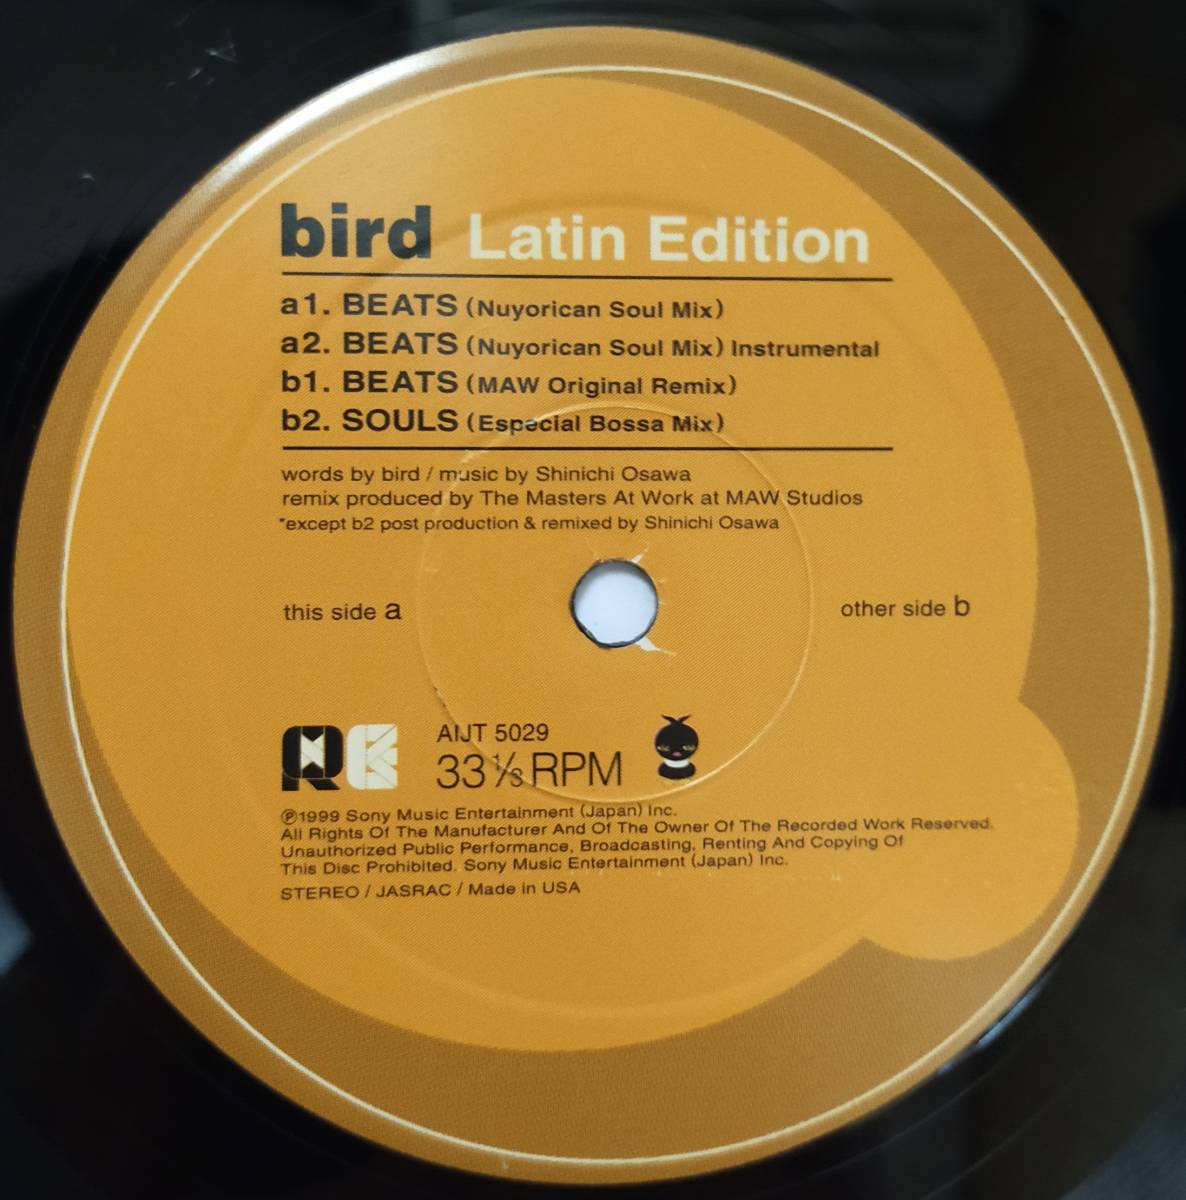 bird Latin Edition
a1. BEATS (Nuyorican Soul Mix)
a2. BEATS (Nuyorican Soul Mix) Instrumental
b1. BEATS (MAW Original Remix)
b2. SOULS (Especial Bossa Mix)
words by bird / music by Shinichi Osawa
remix produced by The Masters At Work at MAW Studios
*except b2 post production & remixed by Shinichi Osawa
this side a
other side b
AIJT 5029
33 ⅓ RPM
℗1999 Sony Music Entertainment (Japan) Inc.
All Rights Of The Manufacturer And Of The Owner Of The Recorded Work Reserved.
Unauthorized Public Performance, Broadcasting, Renting And Copying Of
This Disc Prohibited. Sony Music Entertainment (Japan) Inc.
STEREO / JASRAC / Made in USA